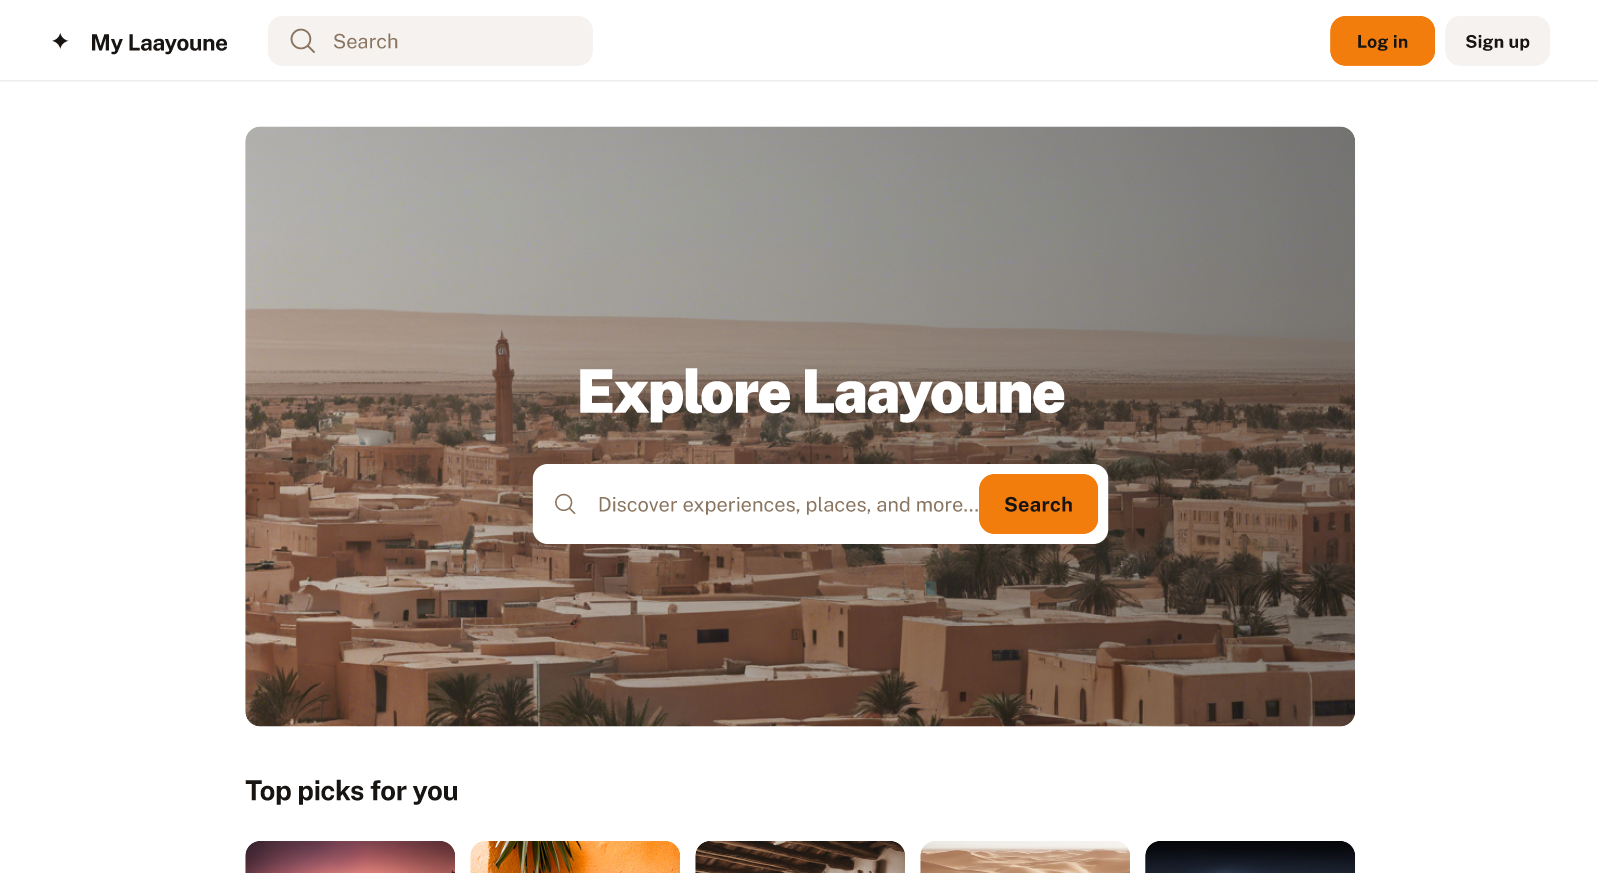 My Laayoune
Search
Log in
Sign up
Explore Laayoune
Discover experiences, places, and more...
Search
Top picks for you